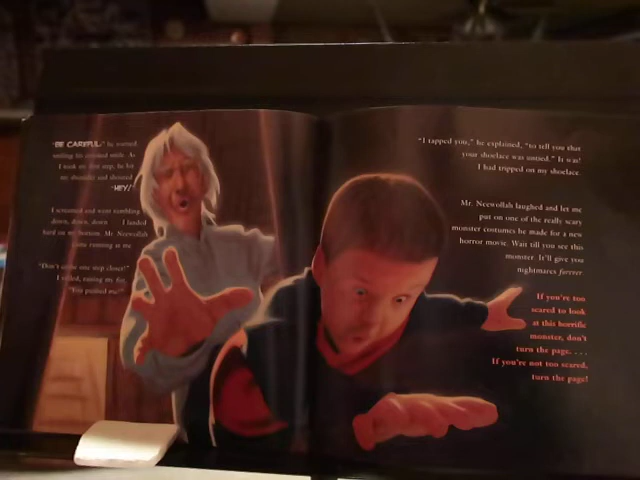 "BE CAREFUL," he warned,
smiling his crooked smile. As
I took my first step, he hit
my shoulder and shouted
"HEY!"
I screamed and went tumbling
down, down, down. I landed
hard on my bottom. Mr. Neewollah
came running at me.
"Don't come one step closer!"
I yelled, raising my fist.
"You pushed me!"
"I tapped you," he explained, "to tell you that
your shoelace was untied." It was!
I had tripped on my shoelace.
Mr. Neewollah laughed and let me
put on one of the really scary
monster costumes he made for a new
horror movie. Wait till you see this
monster. It'll give you
nightmares forever.
If you're too
scared to look
at this horrific
monster, don't
turn the page. . . .
If you're not too scared,
turn the page!